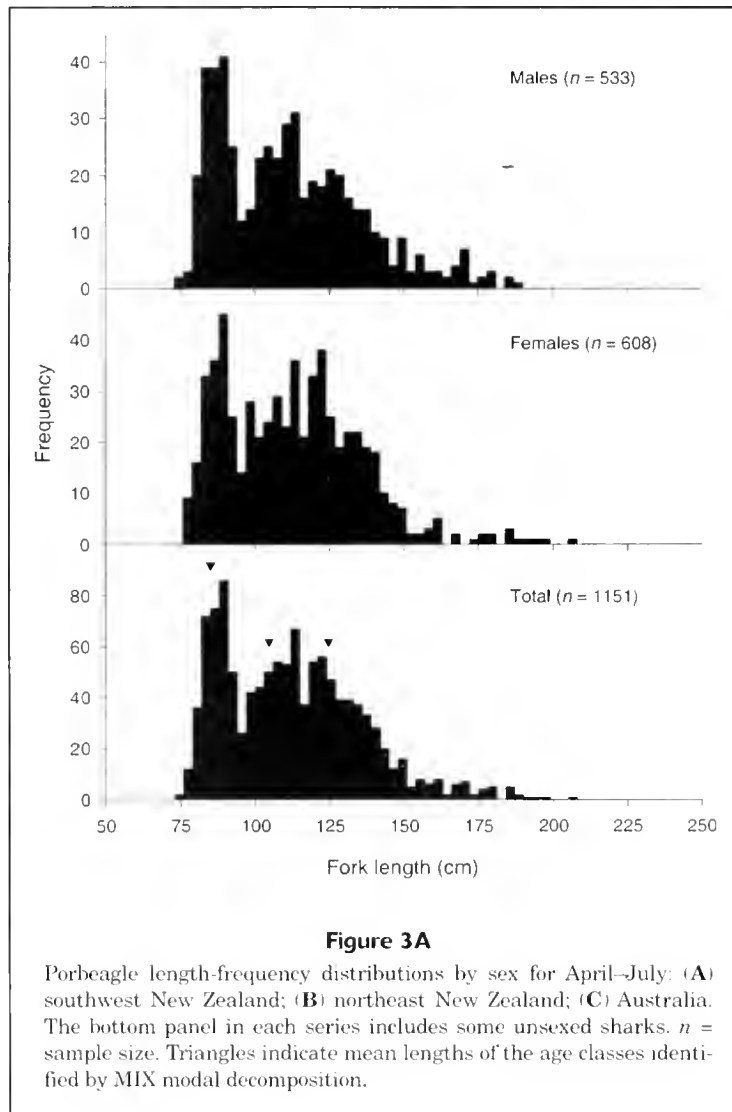 Males (n = 533)
40
30
20
10
0
Females (n = 608)
40
30
20
10
0
Frequency
Total (n = 1151)
80
60
40
20
0
50 75 100 125 150 175 200 225 250
Fork length (cm)
Figure 3A
Porbeagle length-frequency distributions by sex for April–July: (A)
southwest New Zealand; (B) northeast New Zealand; (C) Australia.
The bottom panel in each series includes some unsexed sharks. n =
sample size. Triangles indicate mean lengths of the age classes identi-
fied by MIX modal decomposition.